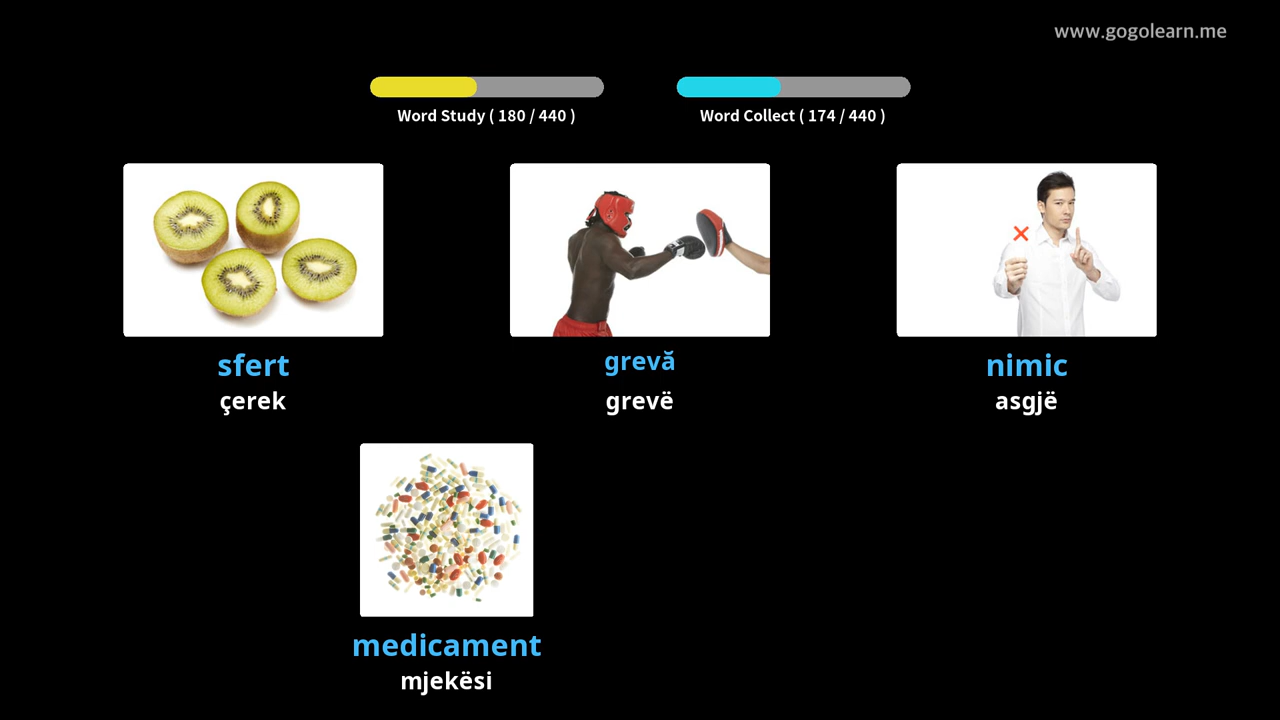 www.gogolearn.me
Word Study ( 180 / 440 )
Word Collect ( 174 / 440 )
sfert
çerek
grevă
grevë
nimic
asgjë
medicament
mjekësi